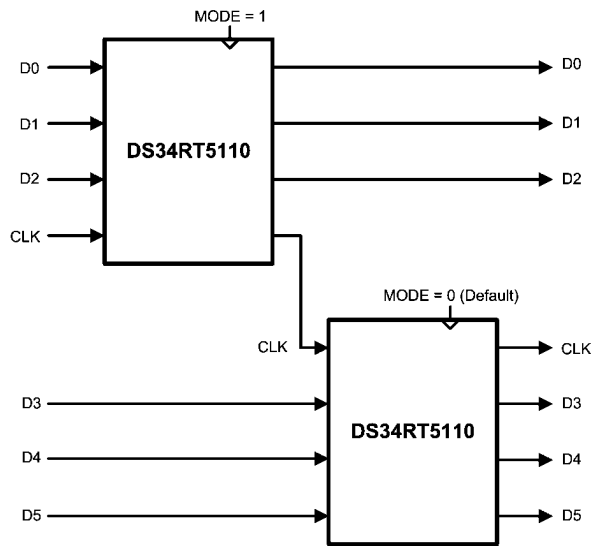 MODE = 1
D0
D0
D1
DS34RT5110
D1
D2
D2
CLK
MODE = 0 (Default)
CLK
CLK
D3
D3
DS34RT5110
D4
D4
D5
D5